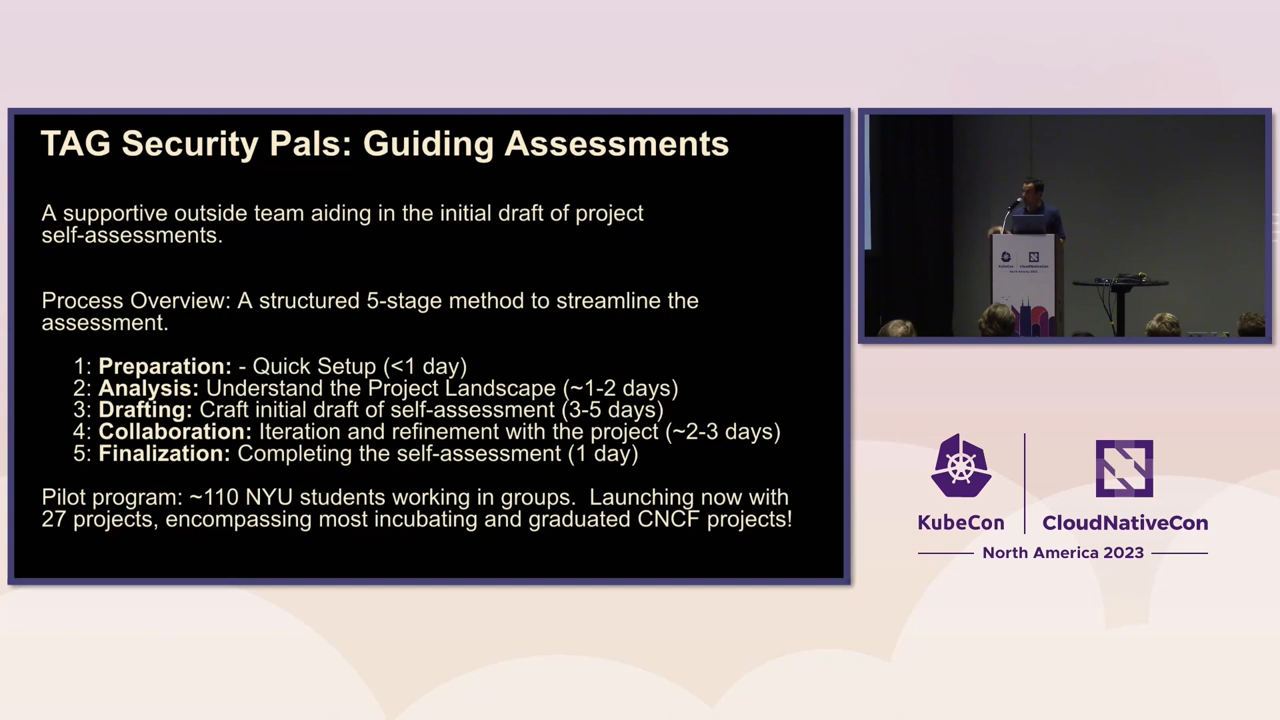 TAG Security Pals: Guiding Assessments
A supportive outside team aiding in the initial draft of project
self-assessments.
Process Overview: A structured 5-stage method to streamline the
assessment.
1: Preparation: - Quick Setup (<1 day)
2: Analysis: Understand the Project Landscape (~1-2 days)
3: Drafting: Craft initial draft of self-assessment (3-5 days)
4: Collaboration: Iteration and refinement with the project (~2-3 days)
5: Finalization: Completing the self-assessment (1 day)
Pilot program: ~110 NYU students working in groups.  Launching now with
27 projects, encompassing most incubating and graduated CNCF projects!
KubeCon CloudNativeCon
North America 2023
KubeCon CloudNativeCon
North America 2023